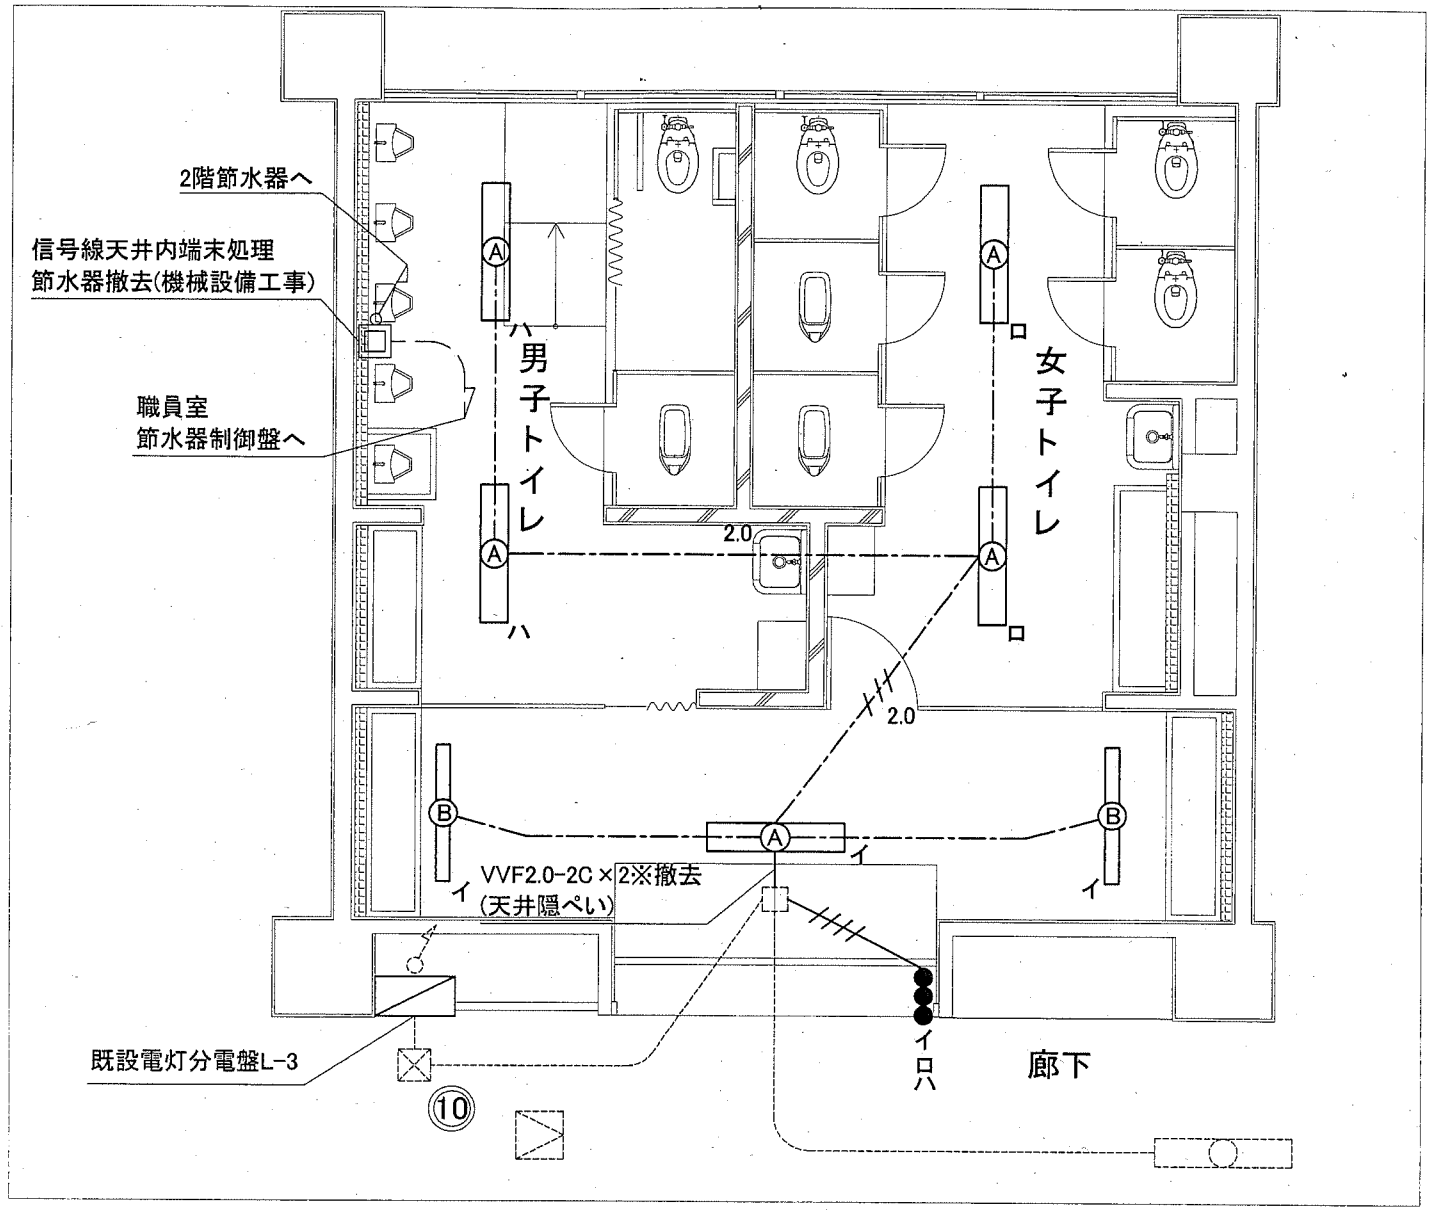 2階節水器へ
信号線天井内端末処理
節水器撤去(機械設備工事)
職員室
節水器制御盤へ
A
A
ハ
ロ
男子トイレ
女子トイレ
A
2.0
A
ハ
ロ
2.0
B
A
B
イ
イ
イ
VVF2.0-2C×2※撤去
(天井隠ぺい)
既設電灯分電盤L-3
10
イ
ロ
ハ
廊下